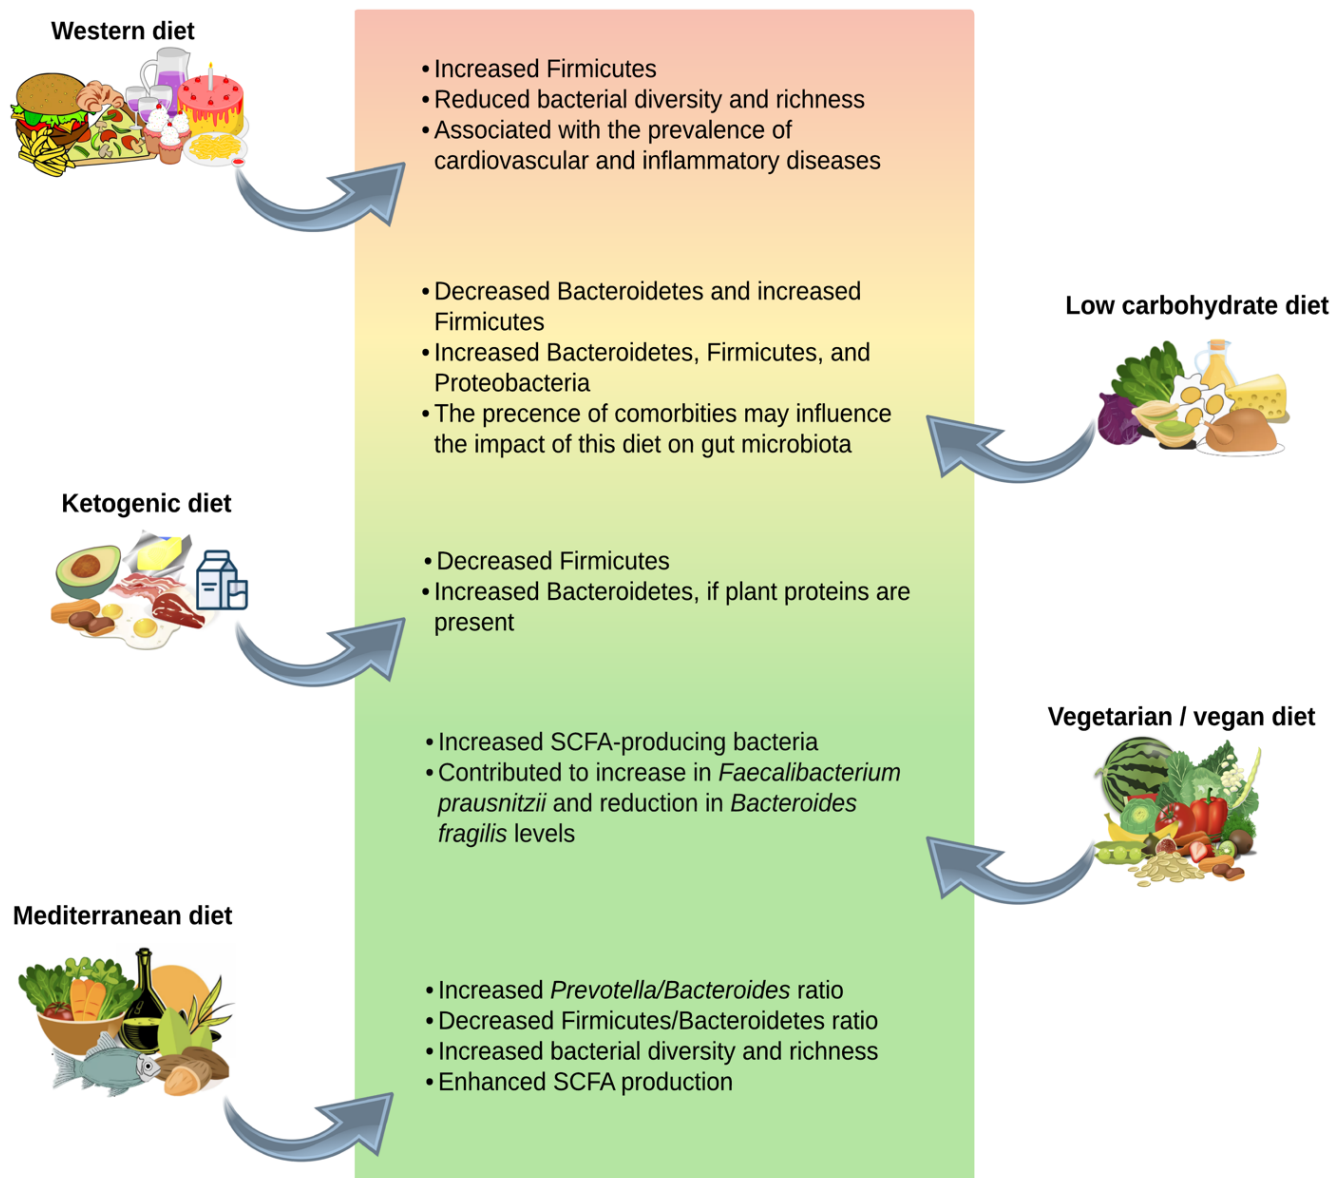 Western diet
• Increased Firmicutes
• Reduced bacterial diversity and richness
• Associated with the prevalence of
cardiovascular and inflammatory diseases
Low carbohydrate diet
• Decreased Bacteroidetes and increased
Firmicutes
• Increased Bacteroidetes, Firmicutes, and
Proteobacteria
• The precence of comorbities may influence
the impact of this diet on gut microbiota
Ketogenic diet
• Decreased Firmicutes
• Increased Bacteroidetes, if plant proteins are
present
Vegetarian / vegan diet
• Increased SCFA-producing bacteria
• Contributed to increase in Faecalibacterium
prausnitzii and reduction in Bacteroides
fragilis levels
Mediterranean diet
• Increased Prevotella/Bacteroides ratio
• Decreased Firmicutes/Bacteroidetes ratio
• Increased bacterial diversity and richness
• Enhanced SCFA production